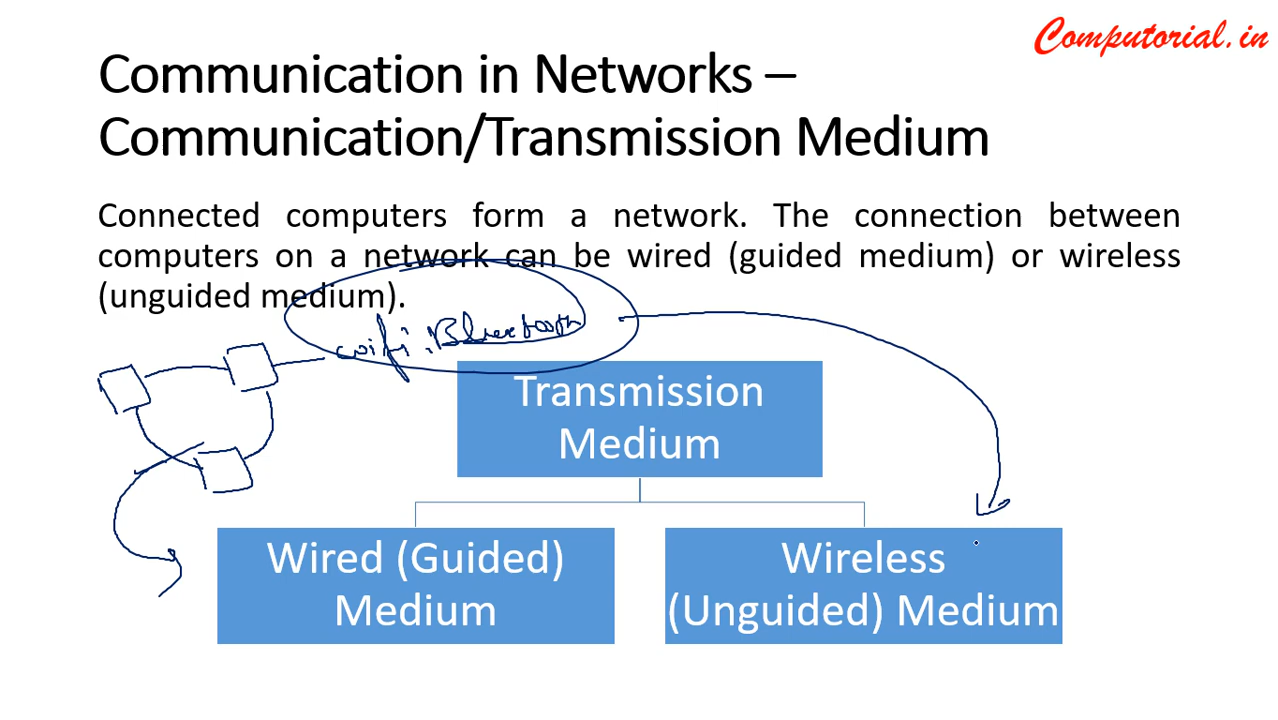 Computorial.in
Communication in Networks –
Communication/Transmission Medium
Connected computers form a network. The connection between
computers on a network can be wired (guided medium) or wireless
(unguided medium).
wifi, Bluetooth
Transmission
Medium
Wired (Guided)
Medium
Wireless
(Unguided) Medium